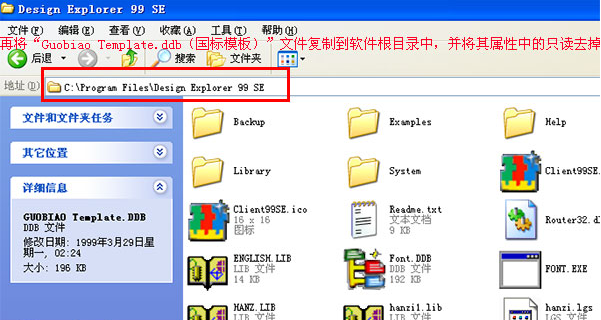 Design Explorer 99 SE
文件(F) 编辑(E) 查看(V) 收藏(A) 工具(T) 帮助(H)
再将“Guobiao Template.ddb（国标模板）”文件复制到软件根目录中，并将其属性中的只读去掉
后退 搜索 文件夹
地址(D) C:\Program Files\Design Explorer 99 SE
文件和文件夹任务
其它位置
详细信息
GUOBIAO Template.DDB
DDB 文件
修改日期: 1999年3月29日星
期一, 02:24
大小: 196 KB
Backup Examples Help
Library System Client99SE.
Client99SE.ico
16 x 16
图标
Readme.txt
文本文档
9 KB
Router32.d
ENGLISH.LIB
LIB 文件
14 KB
Font.DDB
DDB 文件
192 KB
FONT.EXE
HANZ.LIB
LIB 文件
hanzi1.lib
LIB 文件
hanzi.lgs
LGS 文件